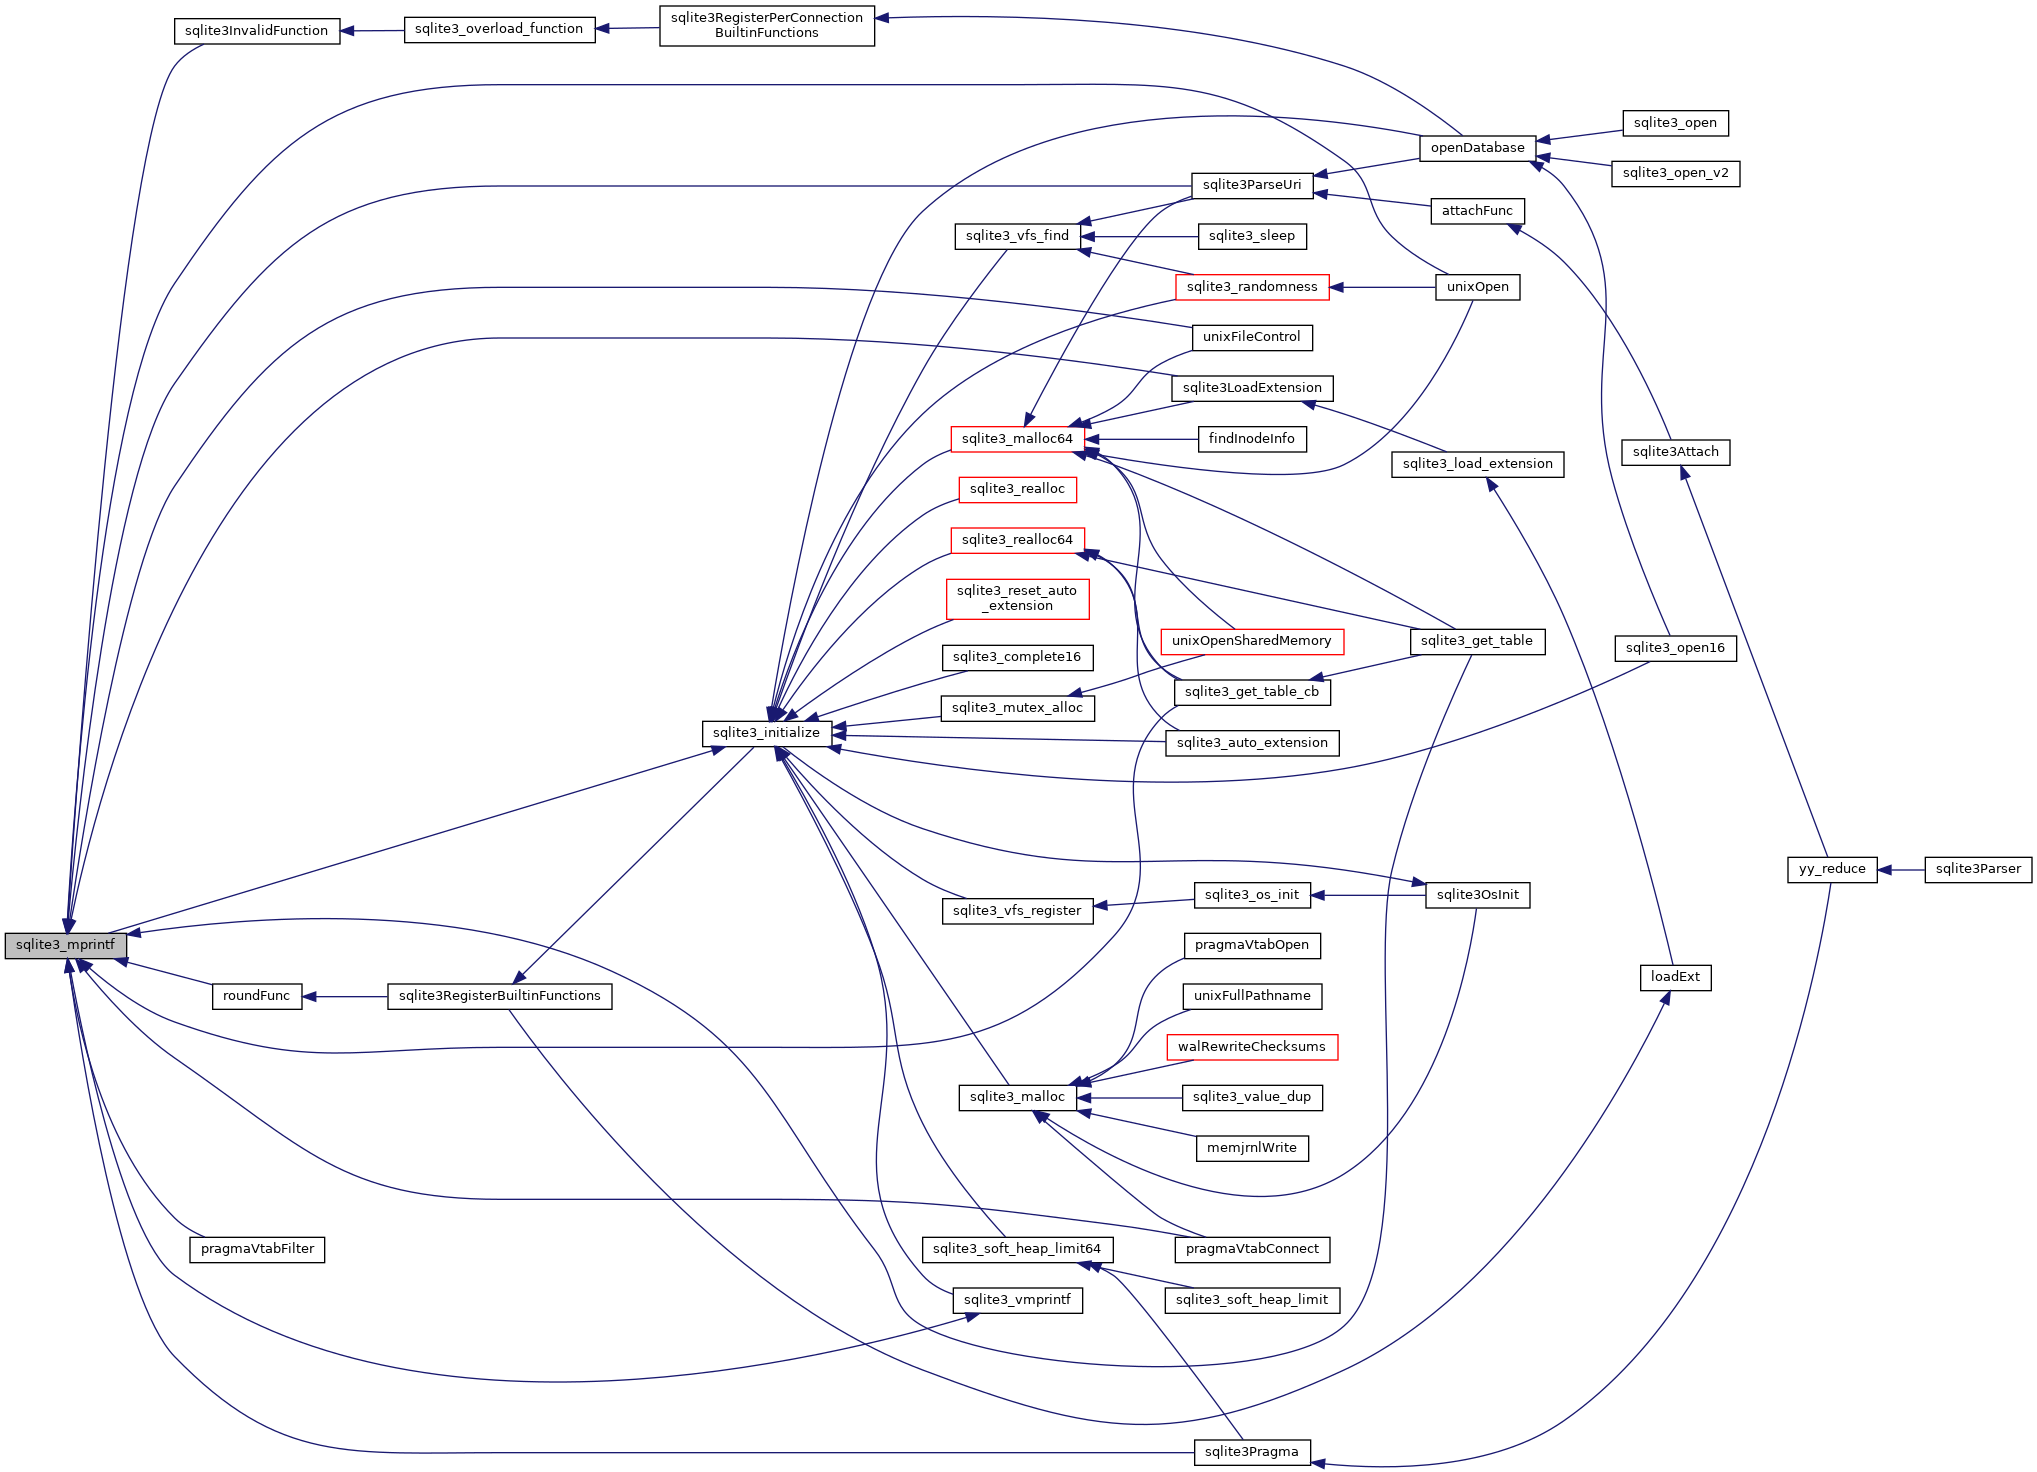 sqlite3InvalidFunction
sqlite3_overload_function
sqlite3RegisterPerConnection
BuiltinFunctions
sqlite3_open
openDatabase
sqlite3_open_v2
sqlite3ParseUri
attachFunc
sqlite3_vfs_find
sqlite3_sleep
sqlite3_randomness
unixOpen
unixFileControl
sqlite3LoadExtension
sqlite3_malloc64
findInodeInfo
sqlite3Attach
sqlite3_load_extension
sqlite3_realloc
sqlite3_realloc64
sqlite3_reset_auto
_extension
unixOpenSharedMemory
sqlite3_get_table
sqlite3_open16
sqlite3_complete16
sqlite3_get_table_cb
sqlite3_mutex_alloc
sqlite3_initialize
sqlite3_auto_extension
yy_reduce
sqlite3Parser
sqlite3_os_init
sqlite3OsInit
sqlite3_vfs_register
sqlite3_mprintf
pragmaVtabOpen
loadExt
roundFunc
sqlite3RegisterBuiltinFunctions
unixFullPathname
walRewriteChecksums
sqlite3_malloc
sqlite3_value_dup
memjrnlWrite
pragmaVtabFilter
sqlite3_soft_heap_limit64
pragmaVtabConnect
sqlite3_vmprintf
sqlite3_soft_heap_limit
sqlite3Pragma